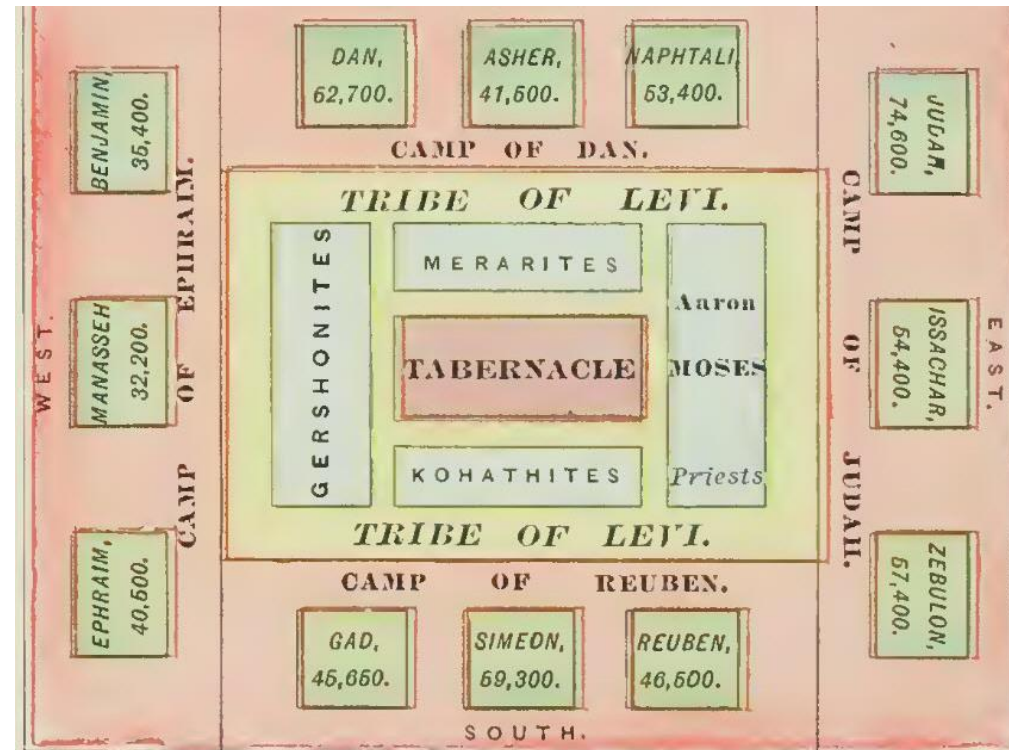 DAN,
62,700.
ASHER,
41,500.
NAPHTALI,
53,400.
CAMP OF DAN.
BENJAMIN,
35,400.
MANASSEH
32,200.
EPHRAIM,
40,500.
CAMP OF EPHRAIM.
WEST.
TRIBE OF LEVI.
GERSHONITES
MERARITES
TABERNACLE
KOHATHITES
Aaron
MOSES
Priests
TRIBE OF LEVI.
JUDAH,
74,600.
ISSACHAR,
54,400.
ZEBULON,
57,400.
CAMP OF JUDAH.
EAST.
CAMP OF REUBEN.
GAD,
45,650.
SIMEON,
59,300.
REUBEN,
46,500.
SOUTH.